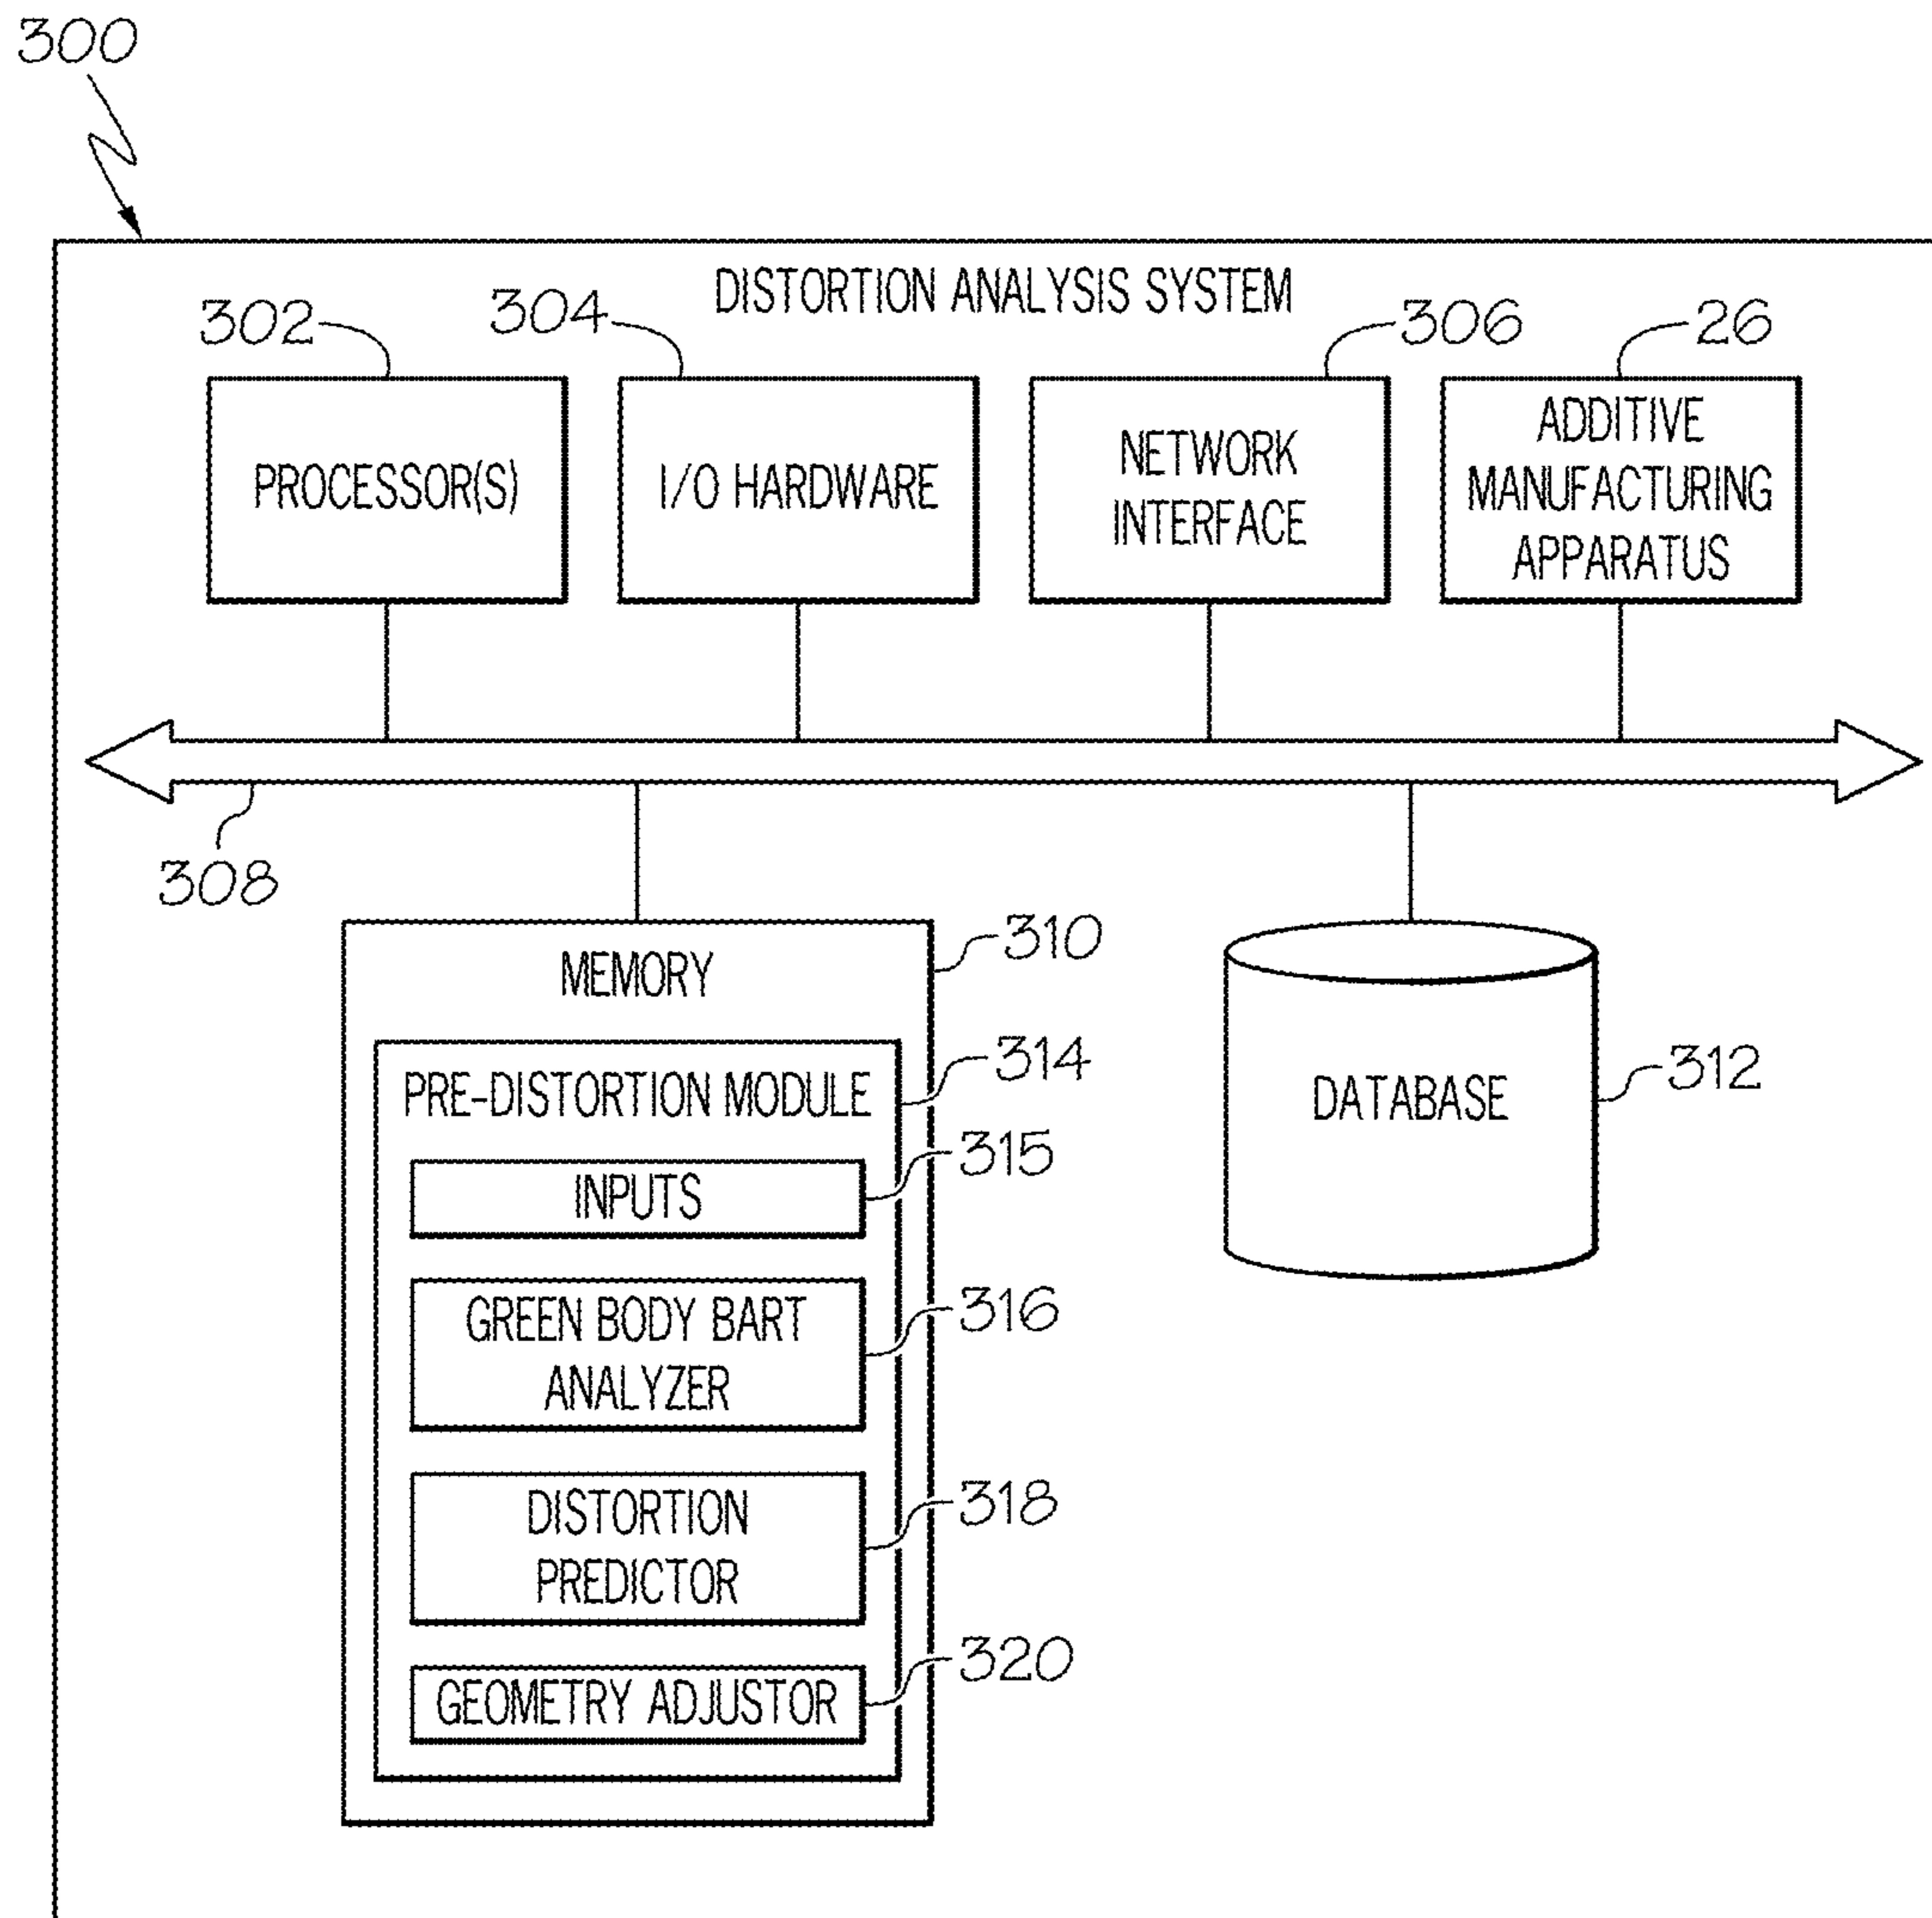 300
DISTORTION ANALYSIS SYSTEM
302
304
306
26
PROCESSOR(S)
I/O HARDWARE
NETWORK
INTERFACE
ADDITIVE
MANUFACTURING
APPARATUS
308
MEMORY
310
PRE-DISTORTION MODULE
314
INPUTS
315
GREEN BODY BART
ANALYZER
316
DISTORTION
PREDICTOR
318
GEOMETRY ADJUSTOR
320
DATABASE
312